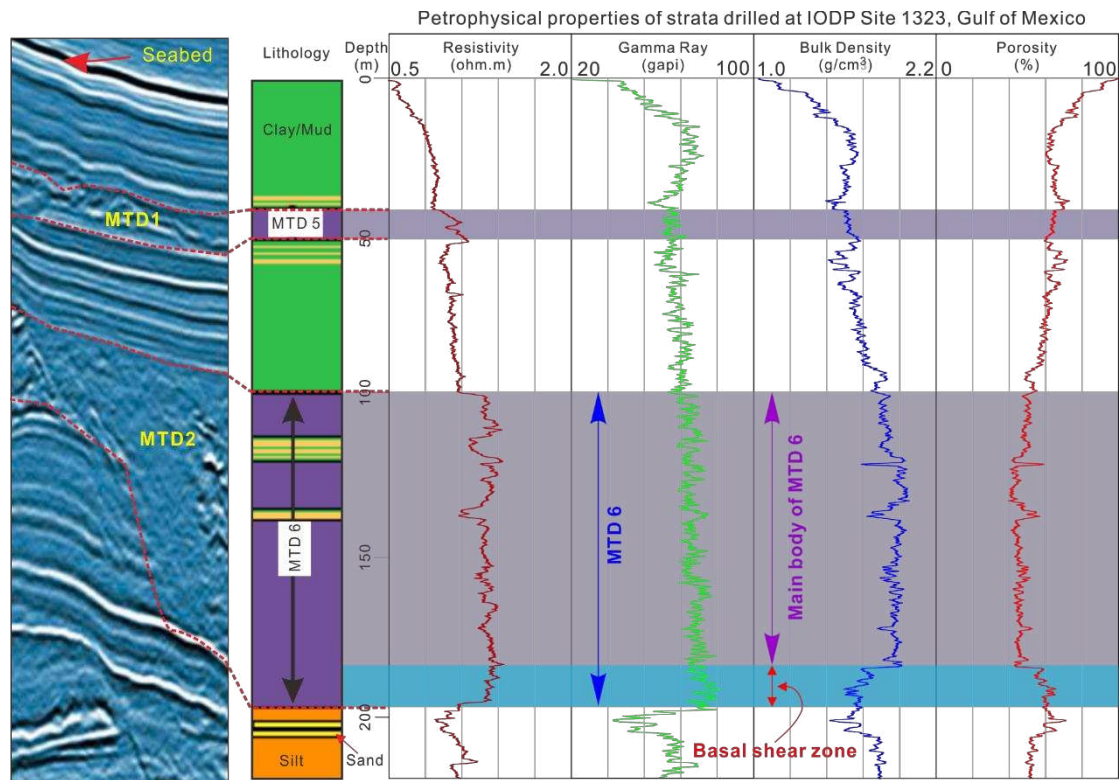 Petrophysical properties of strata drilled at IODP Site 1323, Gulf of Mexico
Lithology
Depth
(m)
Resistivity
(ohm.m)
0.5
2.0
Gamma Ray
(gapi)
20
100
Bulk Density
(g/cm³)
1.0
2.2
Porosity
(%)
0
100
Seabed
MTD1
MTD2
Clay/Mud
MTD 5
MTD 6
Silt
Sand
0
50
100
150
200
MTD 6
Main body of MTD 6
Basal shear zone